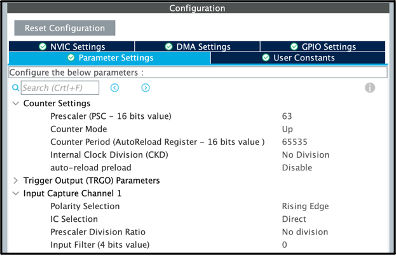 Configuration
Reset Configuration
NVIC Settings DMA Settings GPIO Settings
Parameter Settings User Constants
Configure the below parameters :
Search (Crtl+F)
Counter Settings
Prescaler (PSC - 16 bits value) 63
Counter Mode Up
Counter Period (AutoReload Register - 16 bits value ) 65535
Internal Clock Division (CKD) No Division
auto-reload preload Disable
Trigger Output (TRGO) Parameters
Input Capture Channel 1
Polarity Selection Rising Edge
IC Selection Direct
Prescaler Division Ratio No division
Input Filter (4 bits value) 0